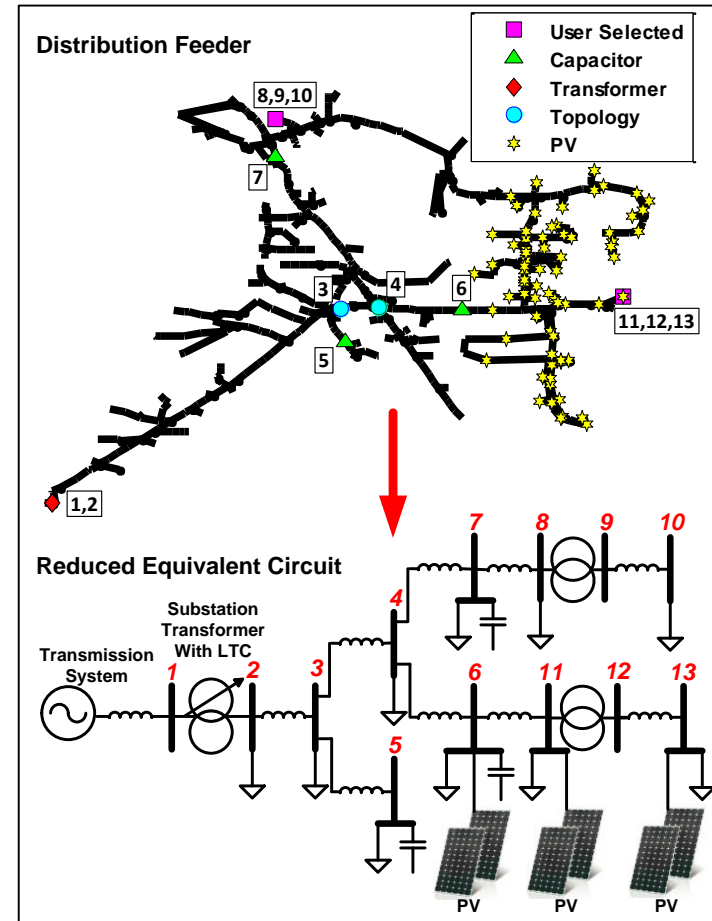 Distribution Feeder
User Selected
Capacitor
Transformer
Topology
PV
8,9,10
7
3
4
6
5
11,12,13
1,2
Reduced Equivalent Circuit
Substation
Transformer
With LTC
Transmission
System
1
2
3
4
5
6
7
8
9
10
11
12
13
PV
PV
PV